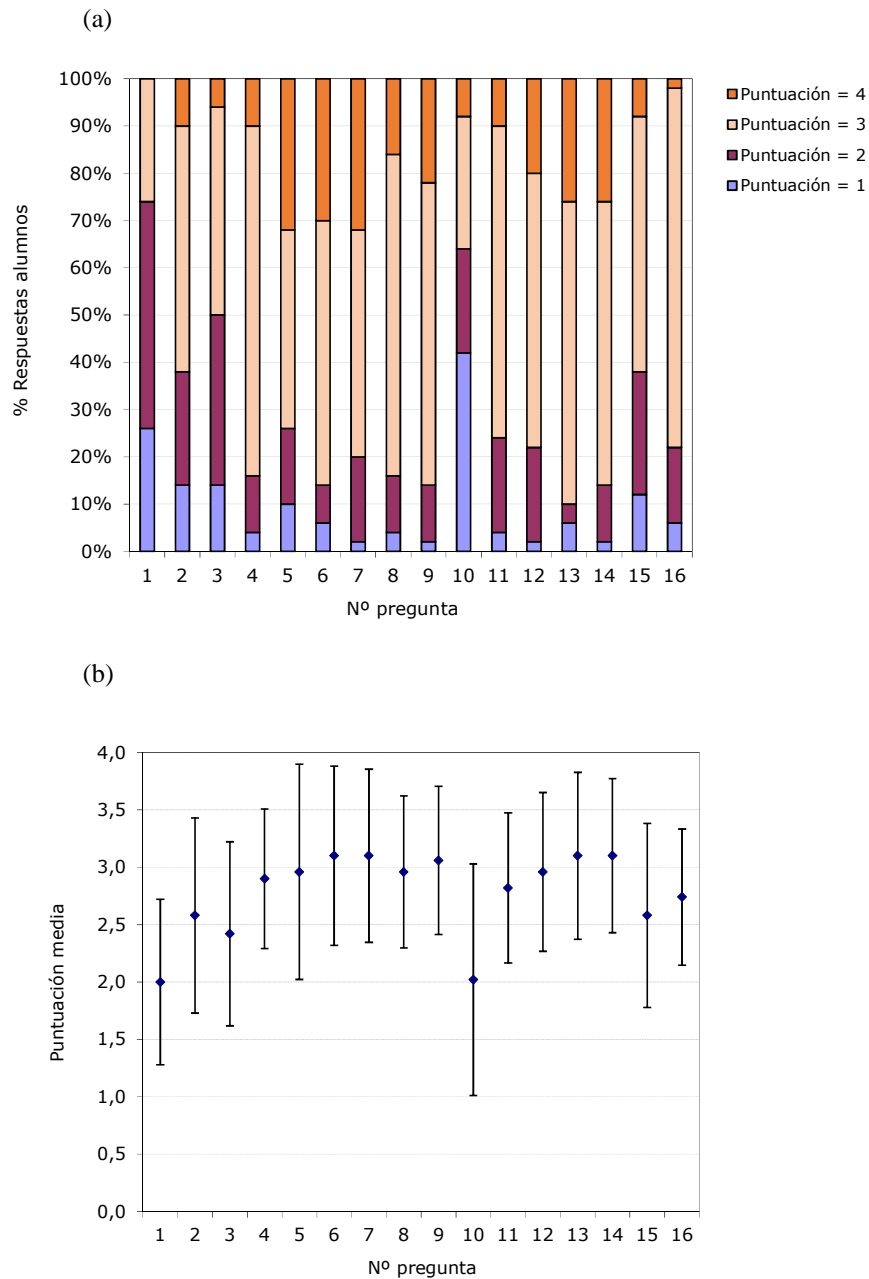 (a)
100%
90%
80%
70%
60%
50%
40%
30%
20%
10%
0%
% Respuestas alumnos
1 2 3 4 5 6 7 8 9 10 11 12 13 14 15 16
Nº pregunta
Puntuación = 4
Puntuación = 3
Puntuación = 2
Puntuación = 1
(b)
4,0
3,5
3,0
2,5
2,0
1,5
1,0
0,5
0,0
Puntuación media
1 2 3 4 5 6 7 8 9 10 11 12 13 14 15 16
Nº pregunta